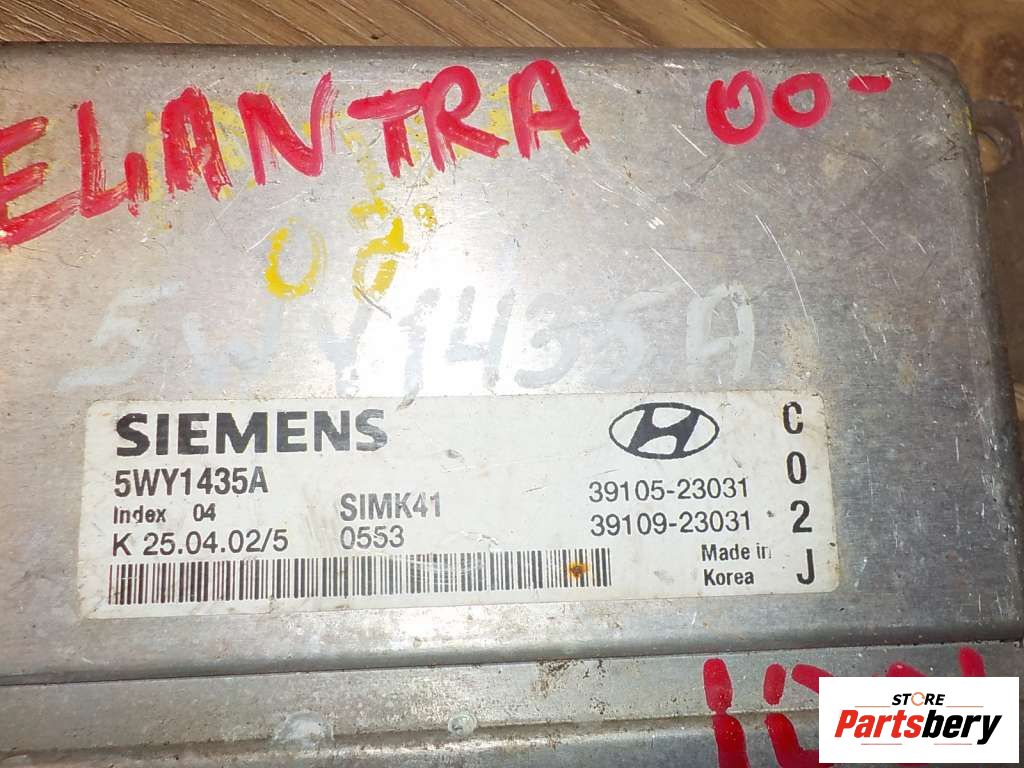 ELANTRA 00-
02
5WY1435A
SIEMENS
5WY1435A
Index 04
SIMK41
K 25.04.02/5
0553
39105-23031
39109-23031
Made in
Korea
C
0
2
J
STORE
Partsbery